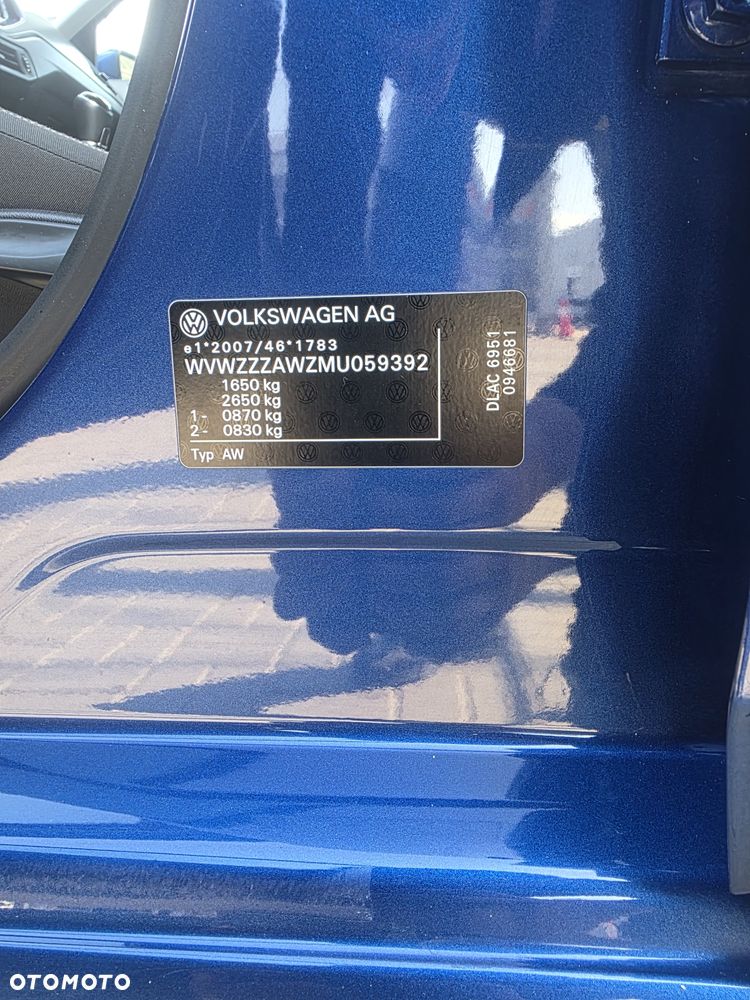 VOLKSWAGEN AG
e1*2007/46*1783
WVWZZZAWZMU059392
1650 kg
2650 kg
1- 0870 kg
2- 0830 kg
Typ AW
DLAC 6951
0946681
OTOMOTO